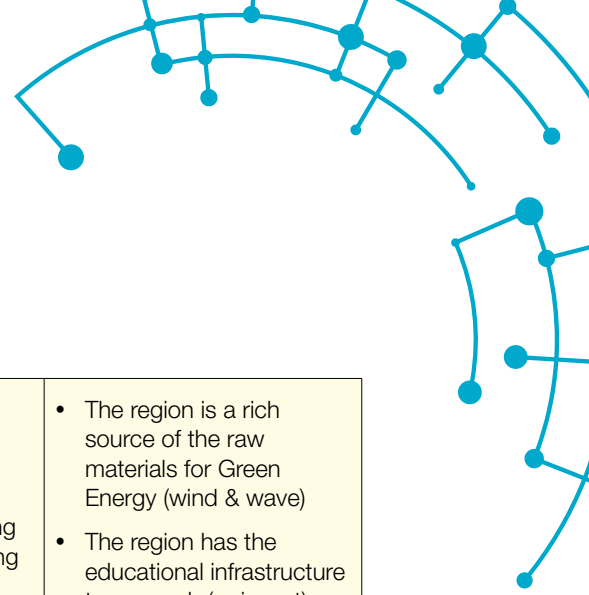 • The region is a rich
source of the raw
materials for Green
Energy (wind & wave)
• The region has the
educational infrastructure